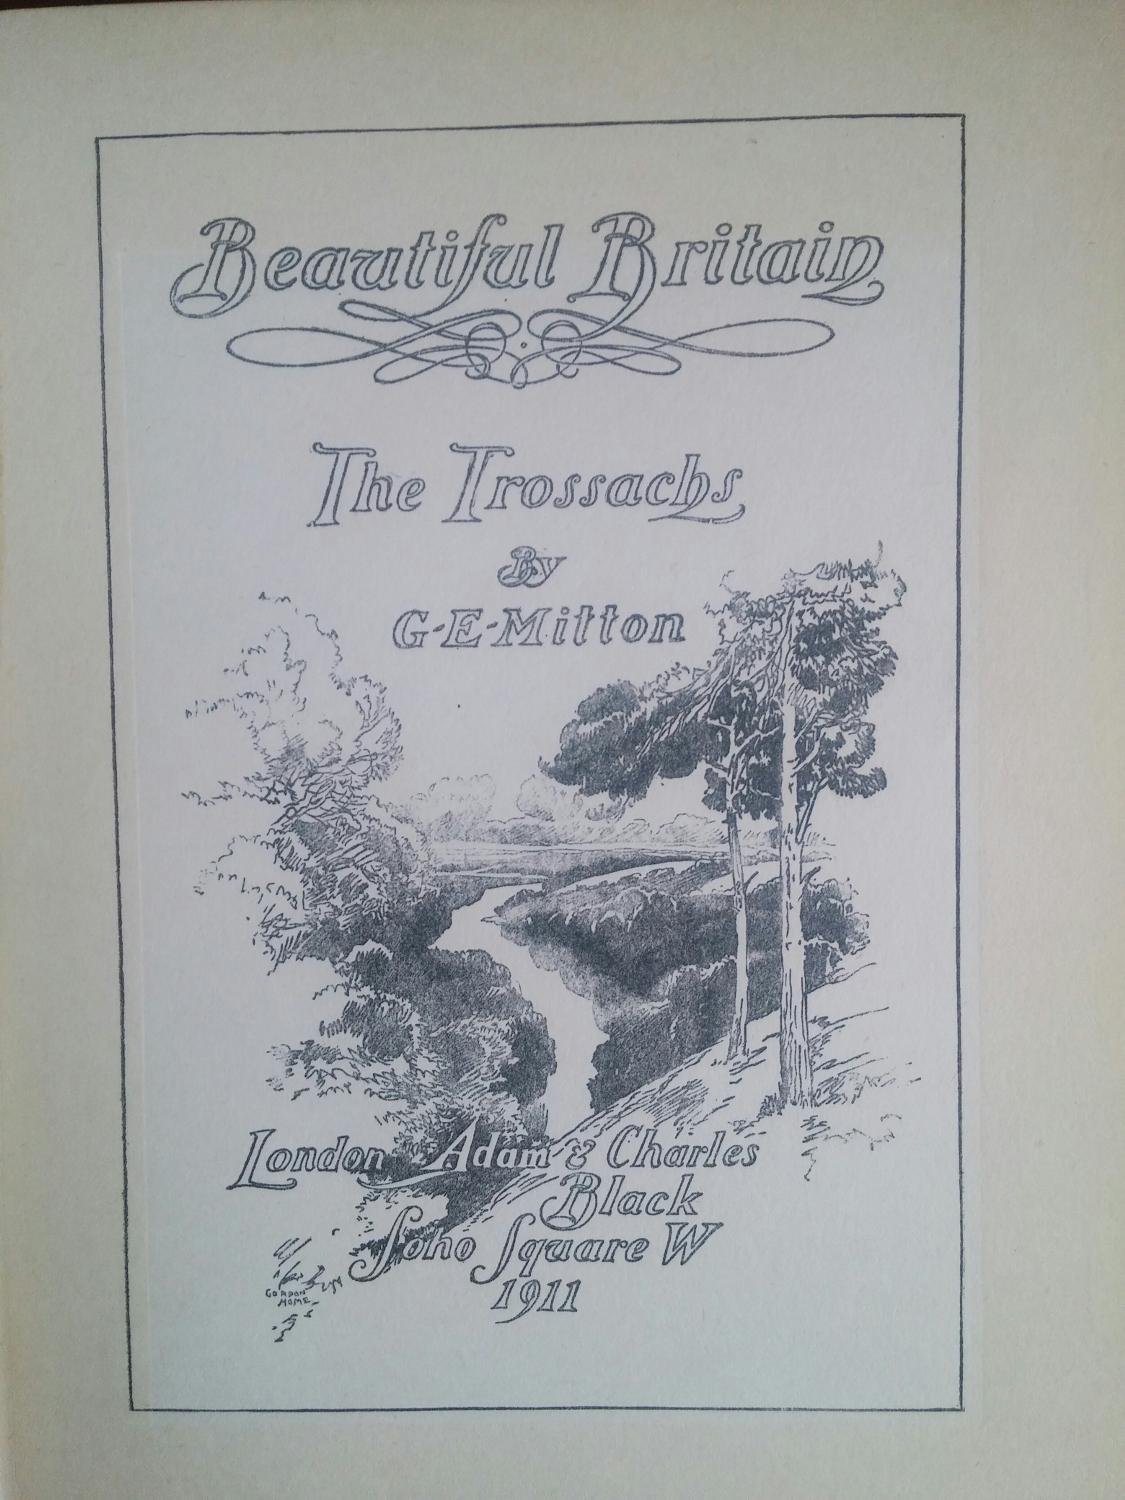 Beautiful Britain
The Trossachs
By
G-E-Mitton
London Adam & Charles
Black
Soho Square W
1911
GORDON
HOME